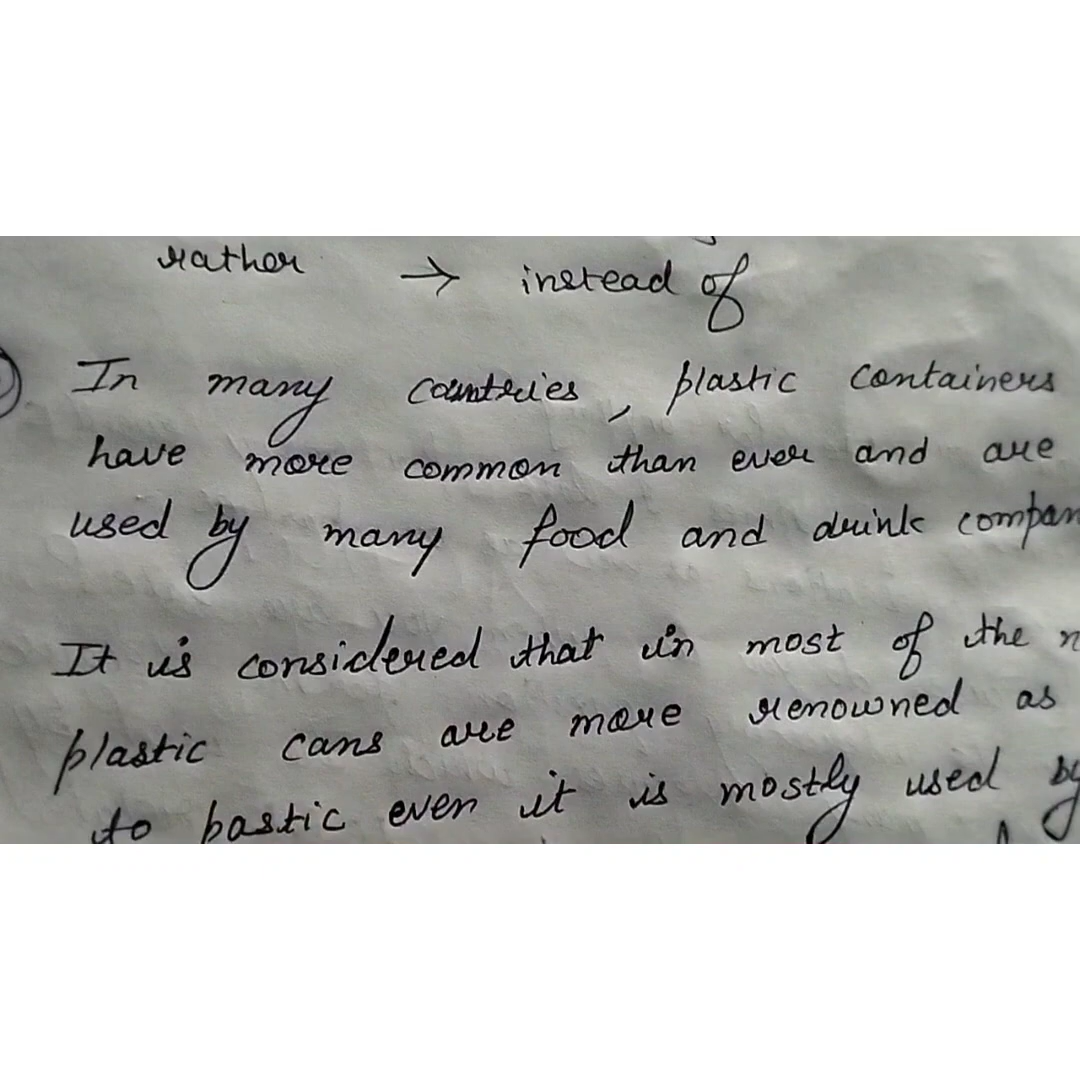 rather → instead of
In many countries, plastic containers
have more common than ever and are
used by many food and drink
It is considered that in most of the
plastic cans are more renowned as
to bastic even it is mostly used by